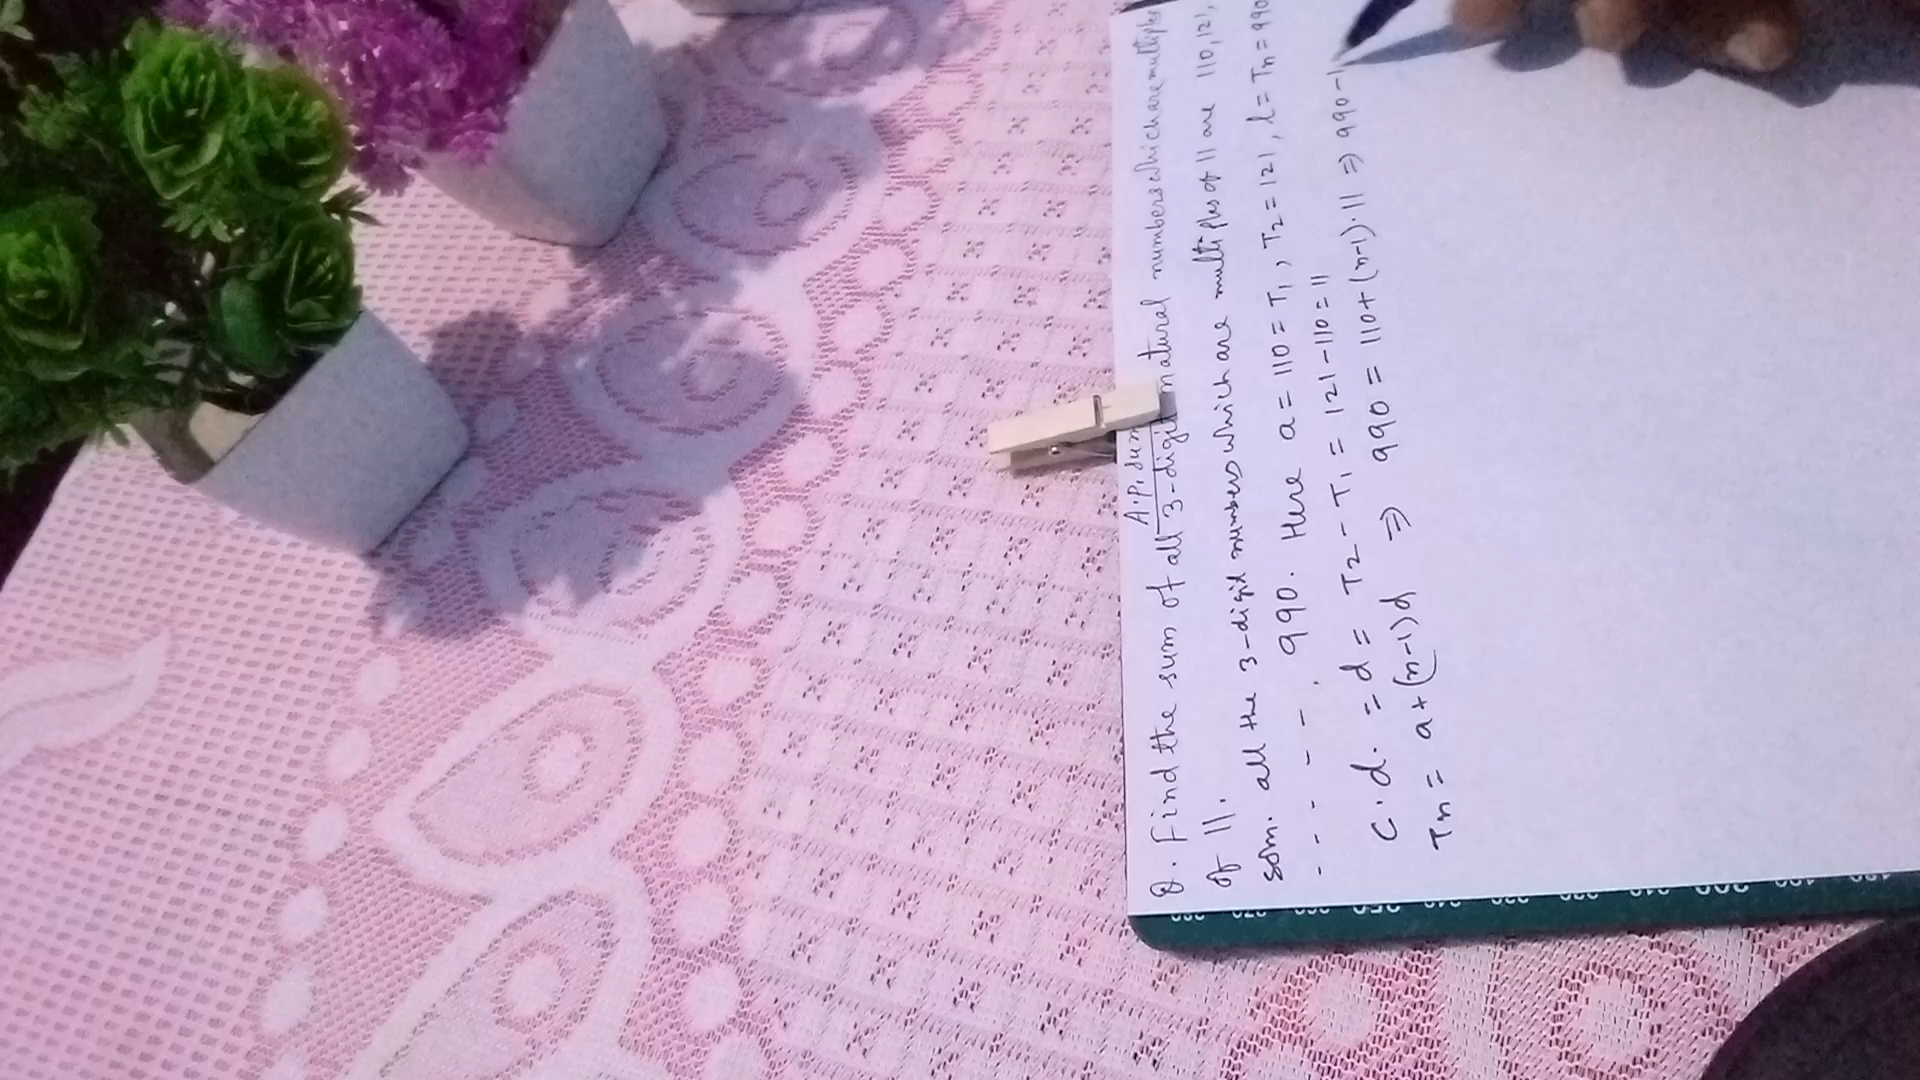 A.P, sum
Q. Find the sum of all 3-digit natural numbers which are multiples
of 11.
Soln. all the 3-digit numbers which are multiples of 11 are 110, 121,
- - - - - , 990. Here a = 110 = T1, T2 = 121, l = Tn = 990
C.d. = d = T2 - T1 = 121 - 110 = 11
Tn = a + (n-1)d ⇒ 990 = 110 + (n-1).11 ⇒ 990 - 1